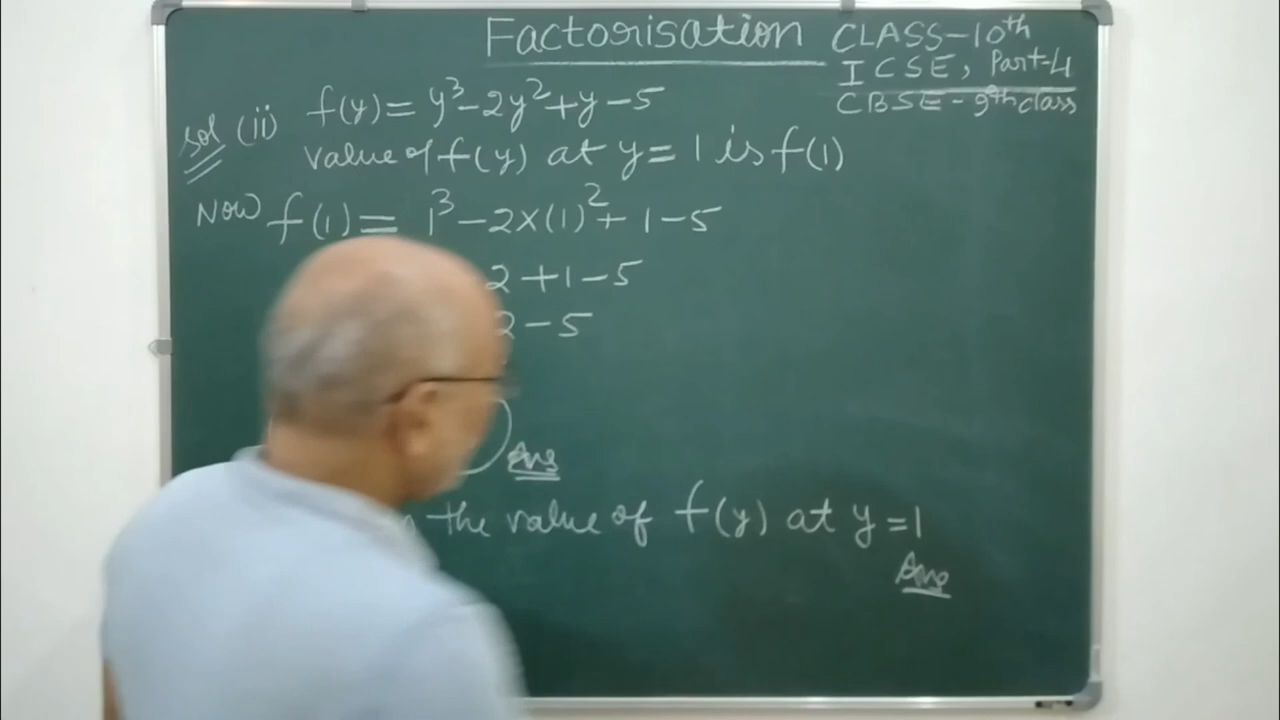 Factorisation
CLASS-10th
ICSE, Part-4
CBSE-9th class
Sol (ii) f(y) = y³-2y²+y-5
value of f(y) at y=1 is f(1)
Now f(1) = 1³-2×(1)²+1-5
2+1-5
2-5
Ans
the value of f(y) at y=1
Ans